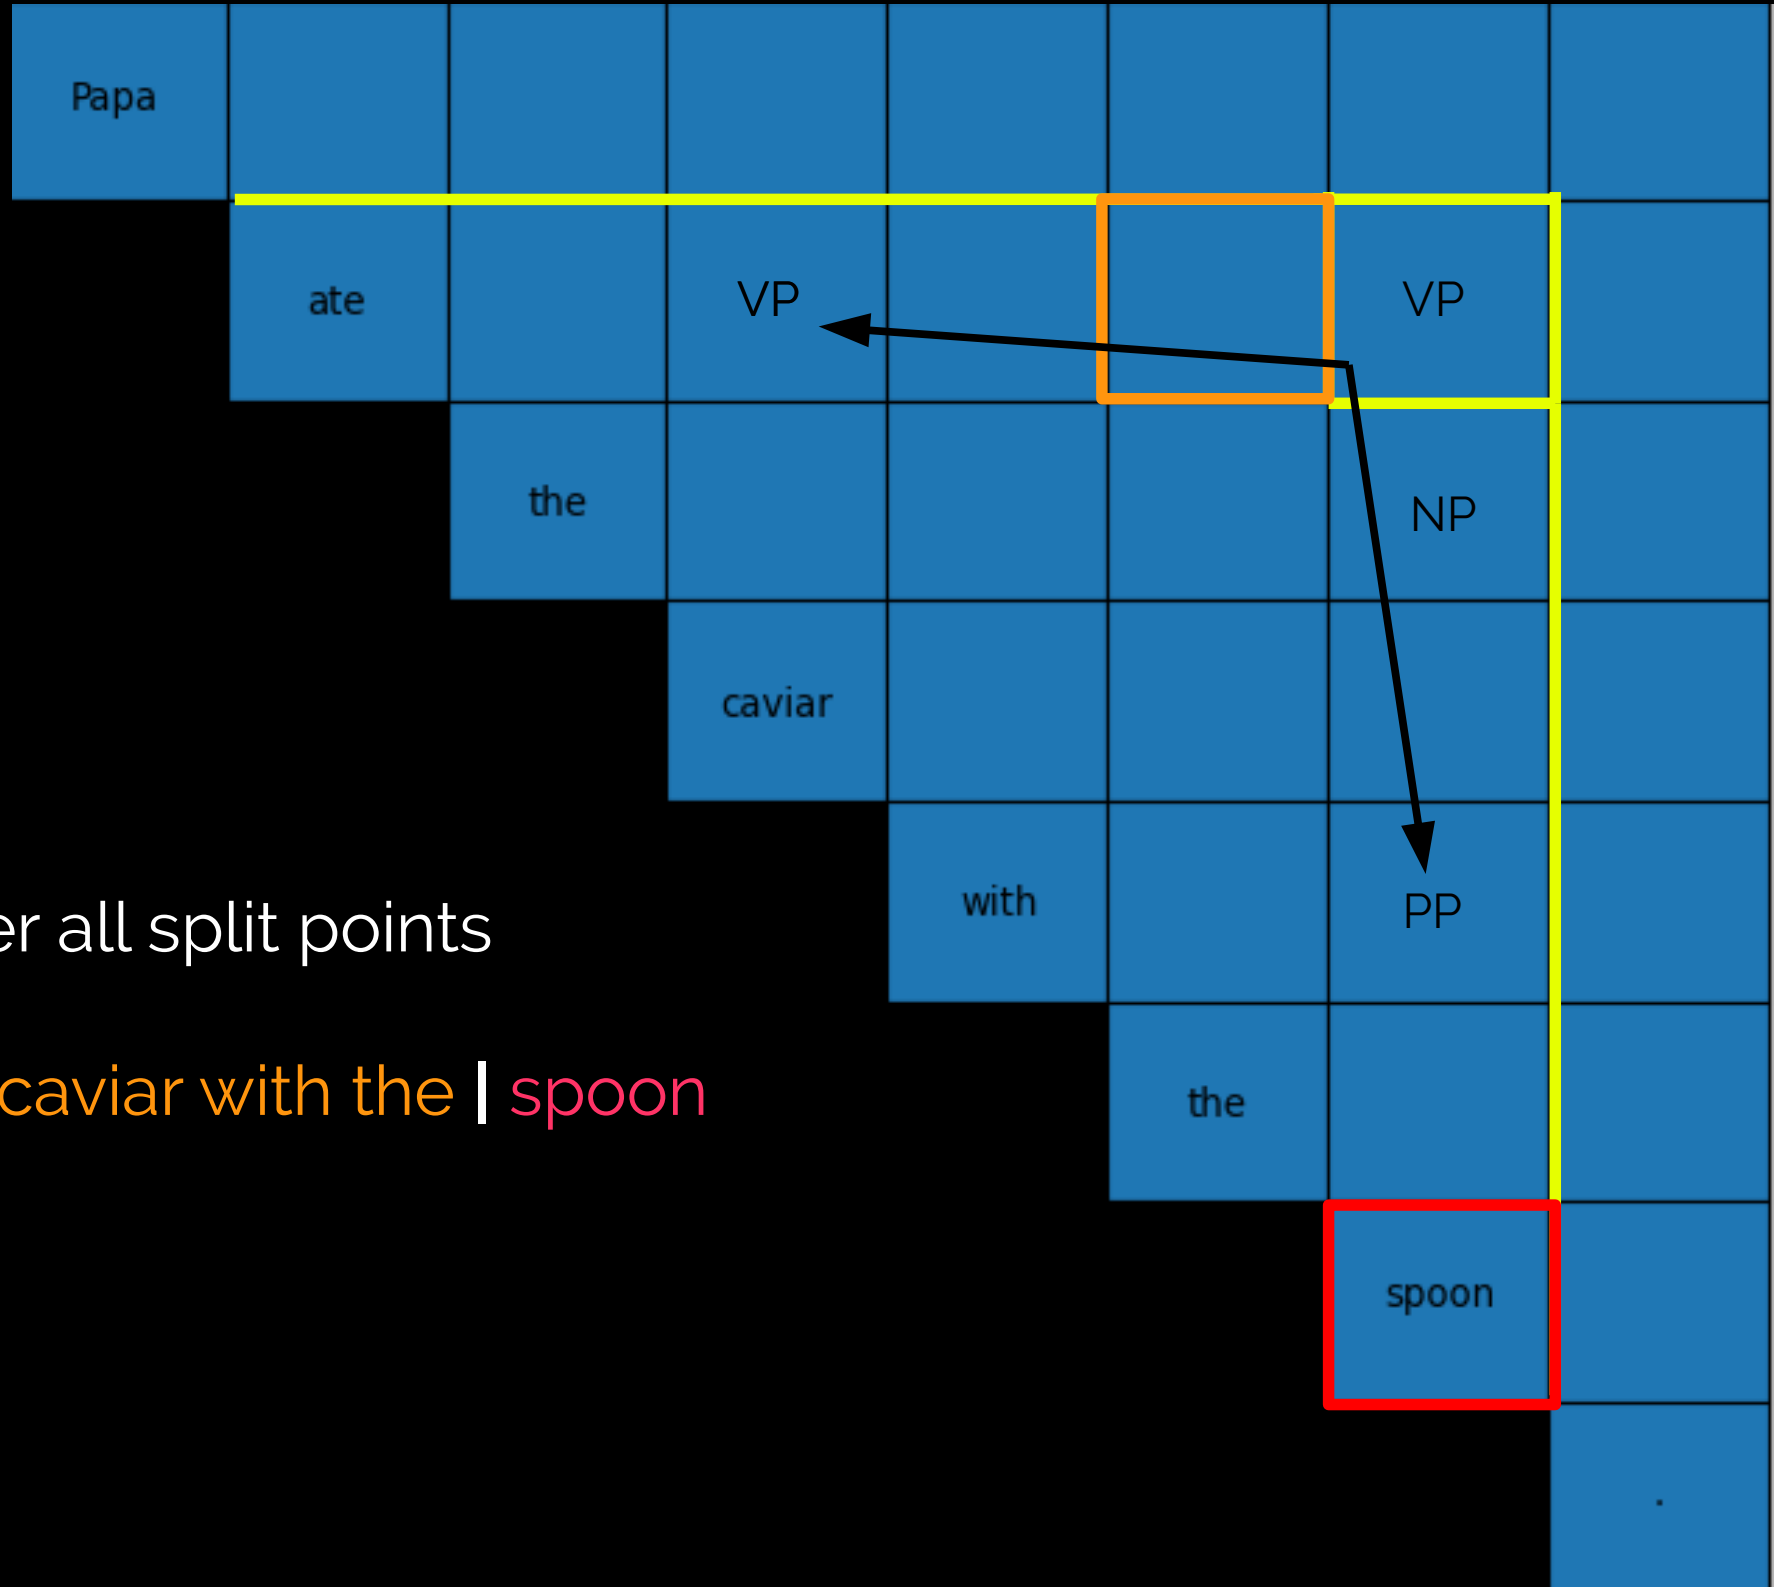 Papa
ate VP VP
the NP
caviar
with PP
er all split points
caviar with the | spoon
the
spoon
.